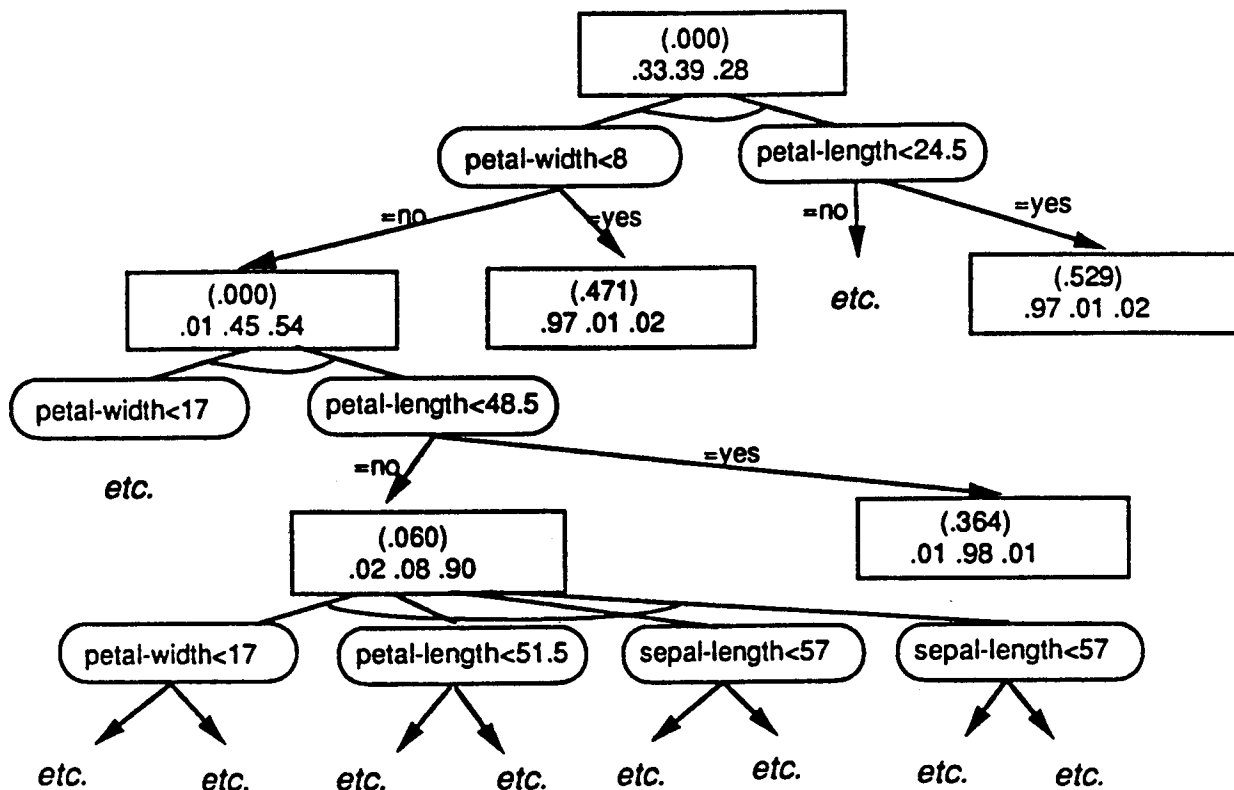 (.000)
.33.39 .28
petal-width<8
petal-length<24.5
=no
=yes
=no
=yes
(.000)
.01 .45 .54
(.471)
.97 .01 .02
etc.
(.529)
.97 .01 .02
petal-width<17
petal-length<48.5
etc.
=no
=yes
(.060)
.02 .08 .90
(.364)
.01 .98 .01
petal-width<17
petal-length<51.5
sepal-length<57
sepal-length<57
etc.
etc.
etc.
etc.
etc.
etc.
etc.
etc.